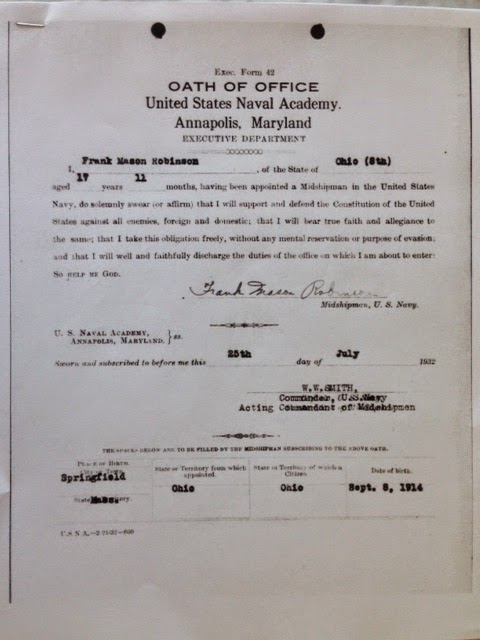 Exec. Form 42
OATH OF OFFICE
United States Naval Academy.
Annapolis, Maryland
EXECUTIVE DEPARTMENT
I, Frank Mason Robinson, of the State of Ohio (8th)
aged 17 years 11 months, having been appointed a Midshipman in the United States
Navy, do solemnly swear (or affirm) that I will support and defend the Constitution of the United
States against all enemies, foreign and domestic; that I will bear true faith and allegiance to
the same; that I take this obligation freely, without any mental reservation or purpose of evasion;
and that I will well and faithfully discharge the duties of the office on which I am about to enter:
SO HELP ME GOD.
Frank Mason Robinson
Midshipman, U. S. Navy.
U. S. NAVAL ACADEMY,
ANNAPOLIS, MARYLAND. } ss.
Sworn and subscribed to before me this 25th day of July 1932
W.W.SMITH,
Commander, U.S.Navy
Acting Commandant of Midshipmen
THE SPACES BELOW ARE TO BE FILLED BY THE MIDSHIPMAN SUBSCRIBING TO THE ABOVE OATH.
PLACE OF BIRTH. State or Territory from which appointed. State or Territory of which a Citizen. Date of birth.
Springfield
State Mass. Ohio Ohio Sept. 8, 1914